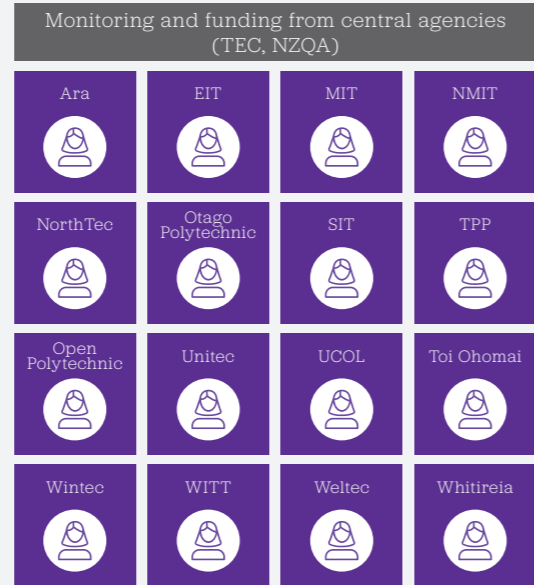 Monitoring and funding from central agencies
(TEC, NZQA)
Ara
EIT
MIT
NMIT
NorthTec
Otago
Polytechnic
SIT
TPP
Open
Polytechnic
Unitec
UCOL
Toi Ohomai
Wintec
WITT
Weltec
Whitireia